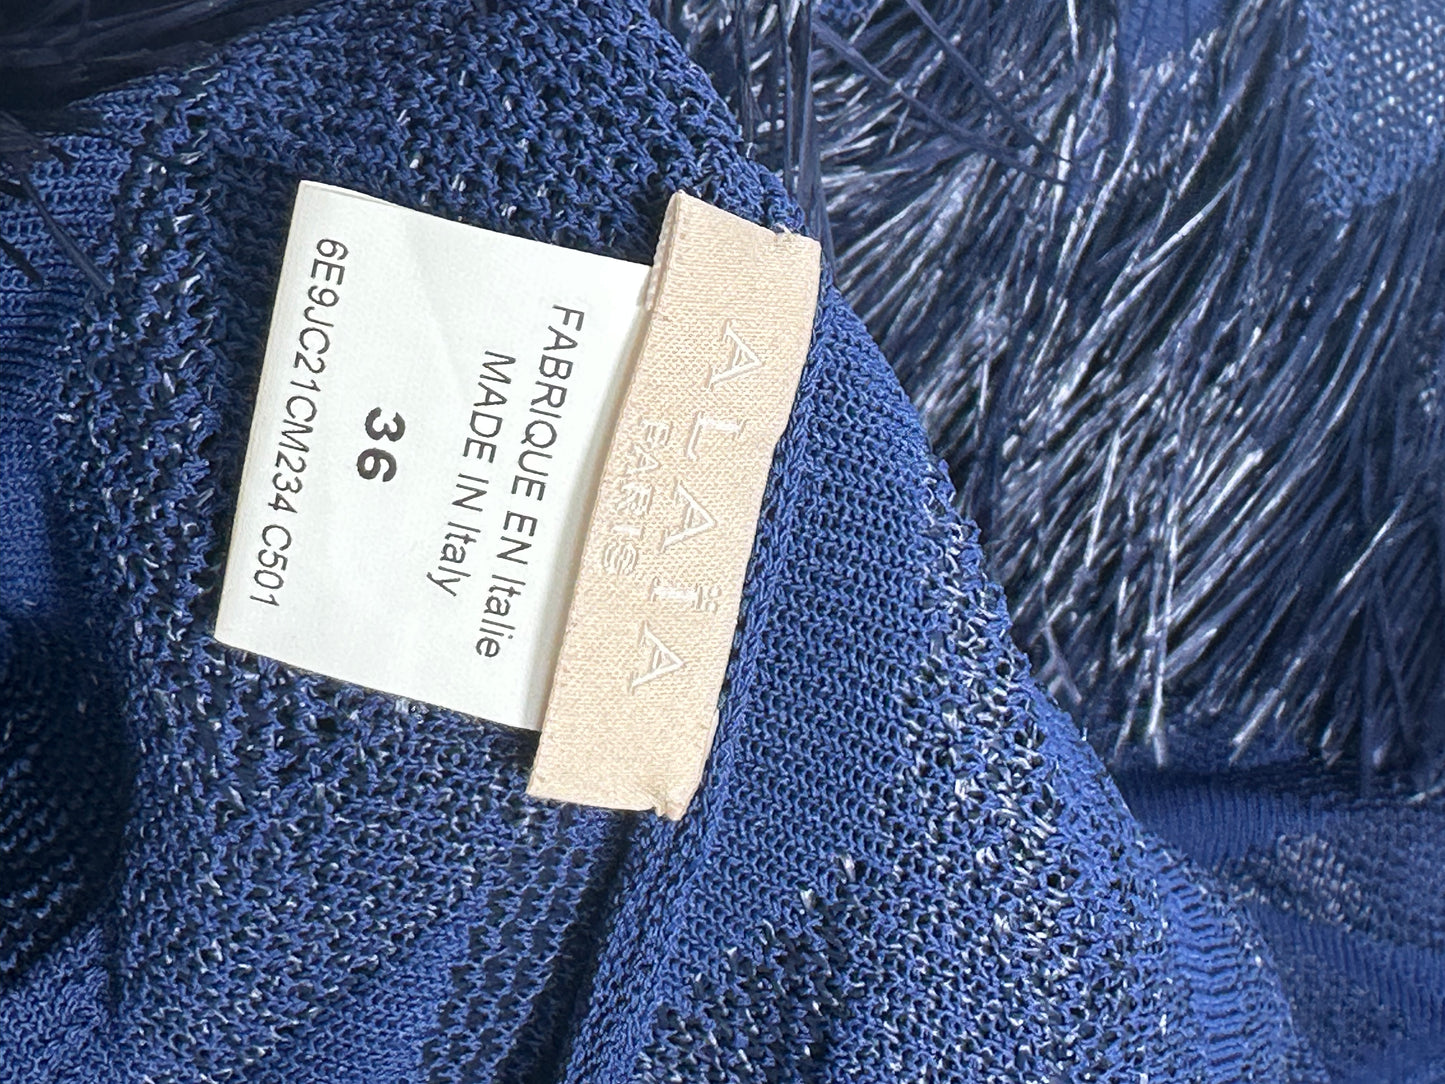 ALAÏA
PARIS
FABRIQUE EN Italie
MADE IN Italy
36
6E9JC21CM234 C501